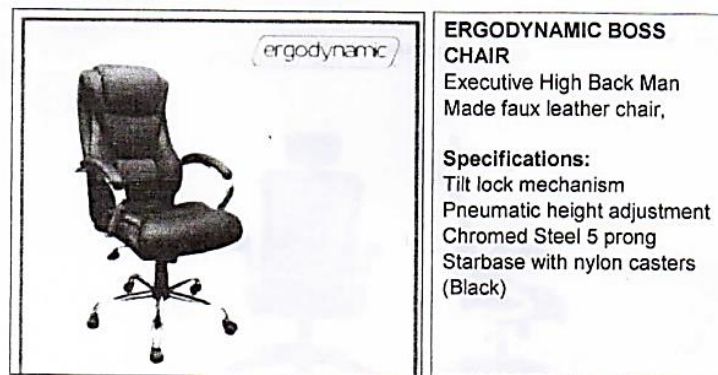 ergodynamic
ERGODYNAMIC BOSS
CHAIR
Executive High Back Man
Made faux leather chair,
Specifications:
Tilt lock mechanism
Pneumatic height adjustment
Chromed Steel 5 prong
Starbase with nylon casters
(Black)